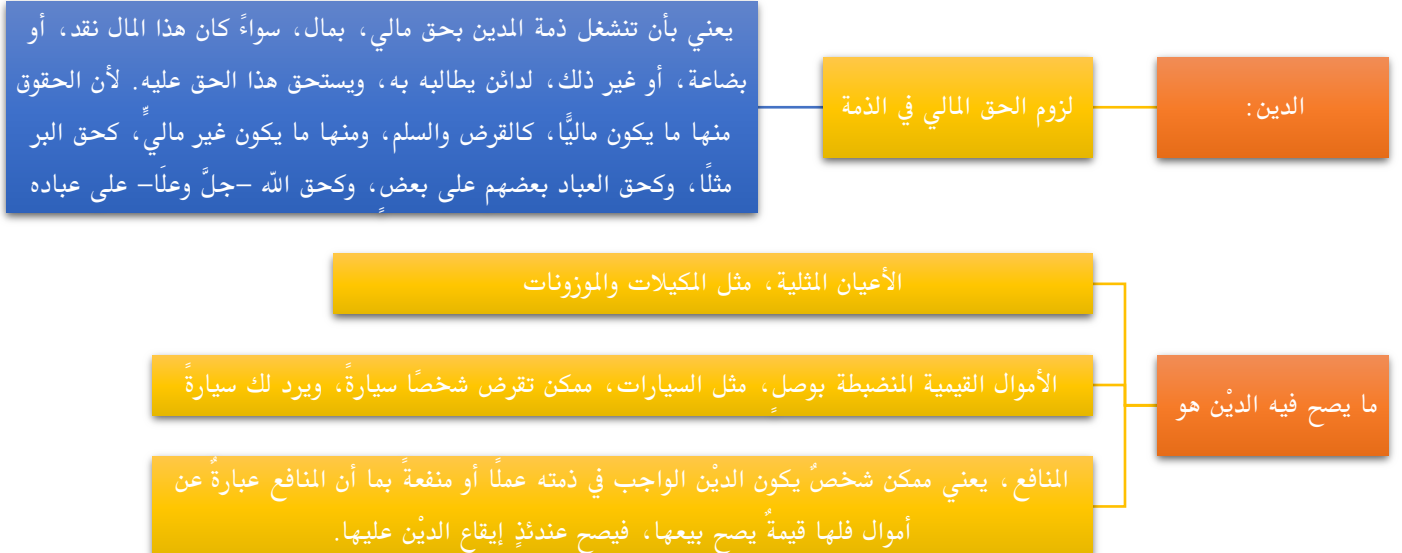 الدين:
لزوم الحق المالي في الذمة
يعني بأن تنشغل ذمة المدين بحق مالي، بمال، سواءً كان هذا المال نقد، أو
بضاعة، أو غير ذلك، لدائن يطالبه به، ويستحق هذا الحق عليه. لأن الحقوق
منها ما يكون ماليًّا، كالقرض والسلم، ومنها ما يكون غير ماليٍّ، كحق البر
مثلًا، وكحق العباد بعضهم على بعض، وكحق الله –جلَّ وعلَا– على عباده
ما يصح فيه الديْن هو
الأعيان المثلية، مثل المكيلات والموزونات
الأموال القيمية المنضبطة بوصلٍ، مثل السيارات، ممكن تقرض شخصًا سيارةً، ويرد لك سيارةً
المنافع، يعني ممكن شخصٌ يكون الديْن الواجب في ذمته عملًا أو منفعةً بما أن المنافع عبارةٌ عن
أموال فلها قيمةٌ يصح بيعها، فيصح عندئذٍ إيقاع الديْن عليها.